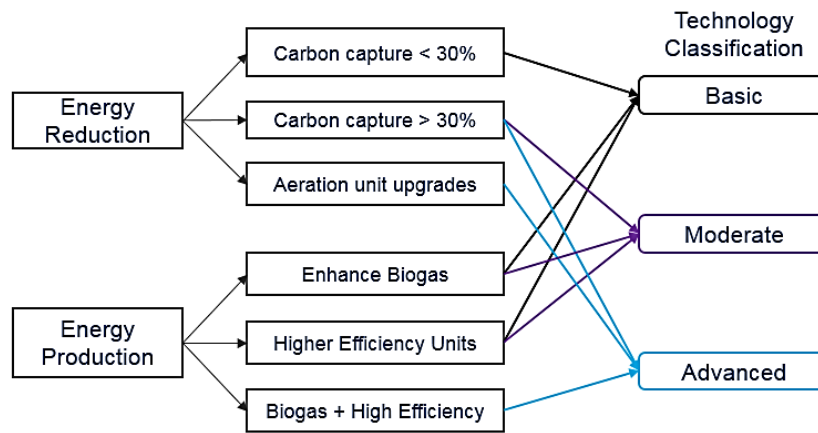 Technology
Classification
Carbon capture < 30%
Basic
Energy
Reduction
Carbon capture > 30%
Aeration unit upgrades
Moderate
Enhance Biogas
Energy
Production
Higher Efficiency Units
Advanced
Biogas + High Efficiency